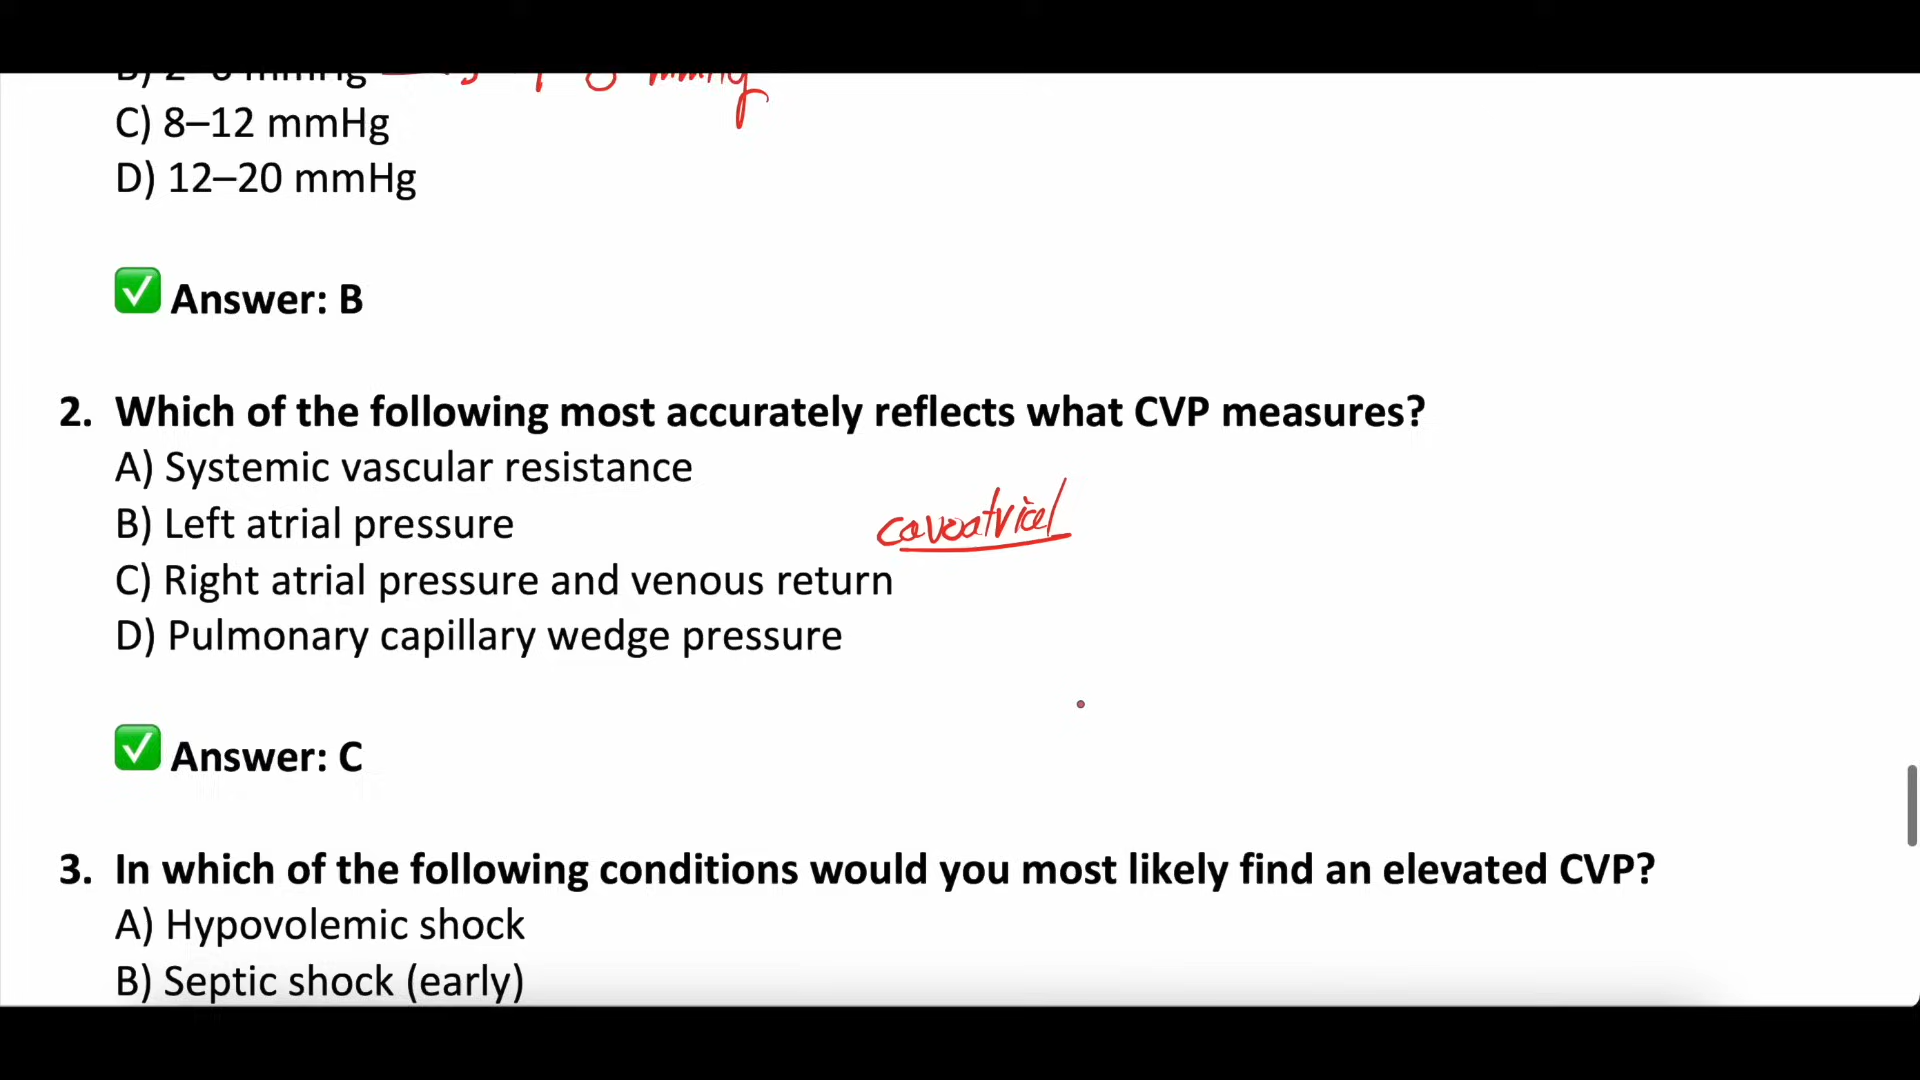 C) 8–12 mmHg
D) 12–20 mmHg
✅ Answer: B
2. Which of the following most accurately reflects what CVP measures?
A) Systemic vascular resistance
B) Left atrial pressure
cavoatrial
C) Right atrial pressure and venous return
D) Pulmonary capillary wedge pressure
✅ Answer: C
3. In which of the following conditions would you most likely find an elevated CVP?
A) Hypovolemic shock
B) Septic shock (early)